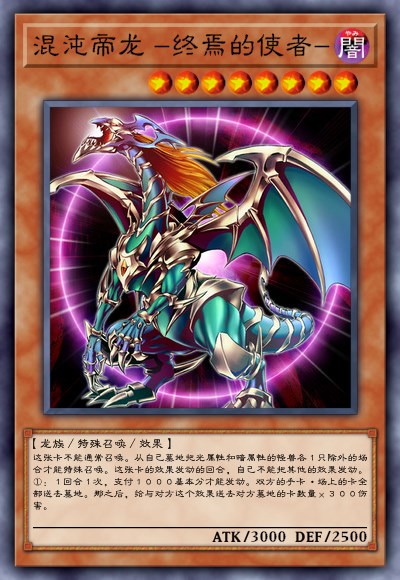 混沌帝龙 -终焉的使者-
やみ
闇
【龙族／特殊召唤／效果】
这张卡不能通常召唤。从自己墓地把光属性和暗属性的怪兽各1只除外的场
合才能特殊召唤。这张卡的效果发动的回合，自己不能把其他的效果发动。
①：1回合1次，支付1000基本分才能发动。双方的手卡·场上的卡全
部送去墓地。那之后，给与对方这个效果送去对方墓地的卡数量×300伤
害。
ATK/3000 DEF/2500